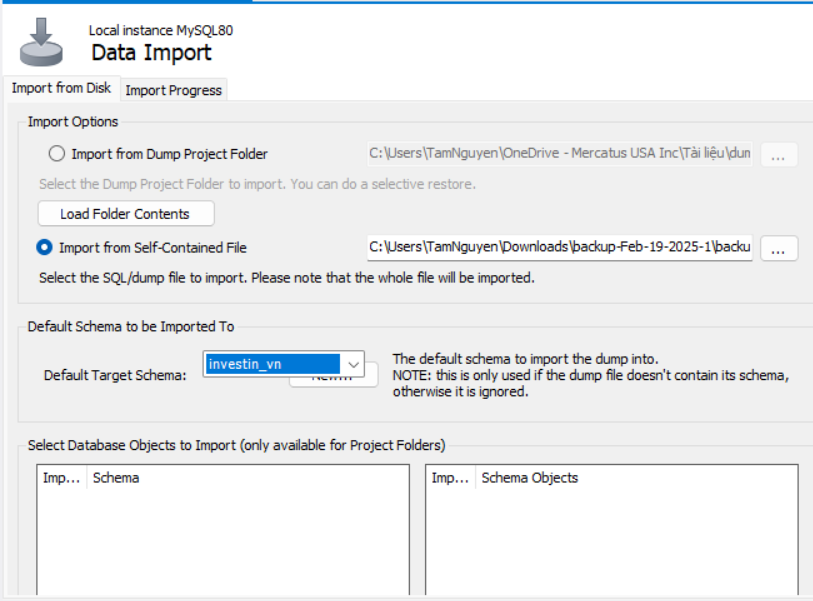 Local instance MySQL80
Data Import
Import from Disk Import Progress
Import Options
Import from Dump Project Folder C:\Users\TamNguyen\OneDrive - Mercatus USA Inc\Tài liệu\dun ...
Select the Dump Project Folder to import. You can do a selective restore.
Load Folder Contents
Import from Self-Contained File C:\Users\TamNguyen\Downloads\backup-Feb-19-2025-1\backu ...
Select the SQL/dump file to import. Please note that the whole file will be imported.
Default Schema to be Imported To
Default Target Schema: investin_vn
The default schema to import the dump into.
NOTE: this is only used if the dump file doesn't contain its schema,
otherwise it is ignored.
Select Database Objects to Import (only available for Project Folders)
Imp... Schema Imp... Schema Objects